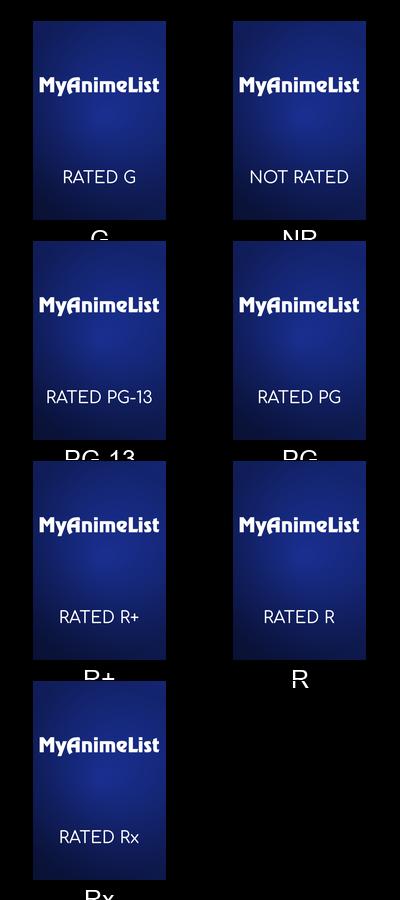 MyAnimeList
RATED G
G
MyAnimeList
NOT RATED
NR
MyAnimeList
RATED PG-13
PG-13
MyAnimeList
RATED PG
PG
MyAnimeList
RATED R+
R+
MyAnimeList
RATED R
R
MyAnimeList
RATED Rx
Rx